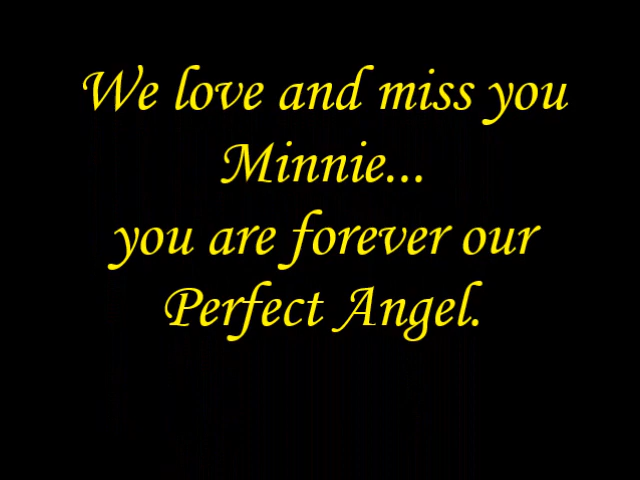 We love and miss you
Minnie...
you are forever our
Perfect Angel.